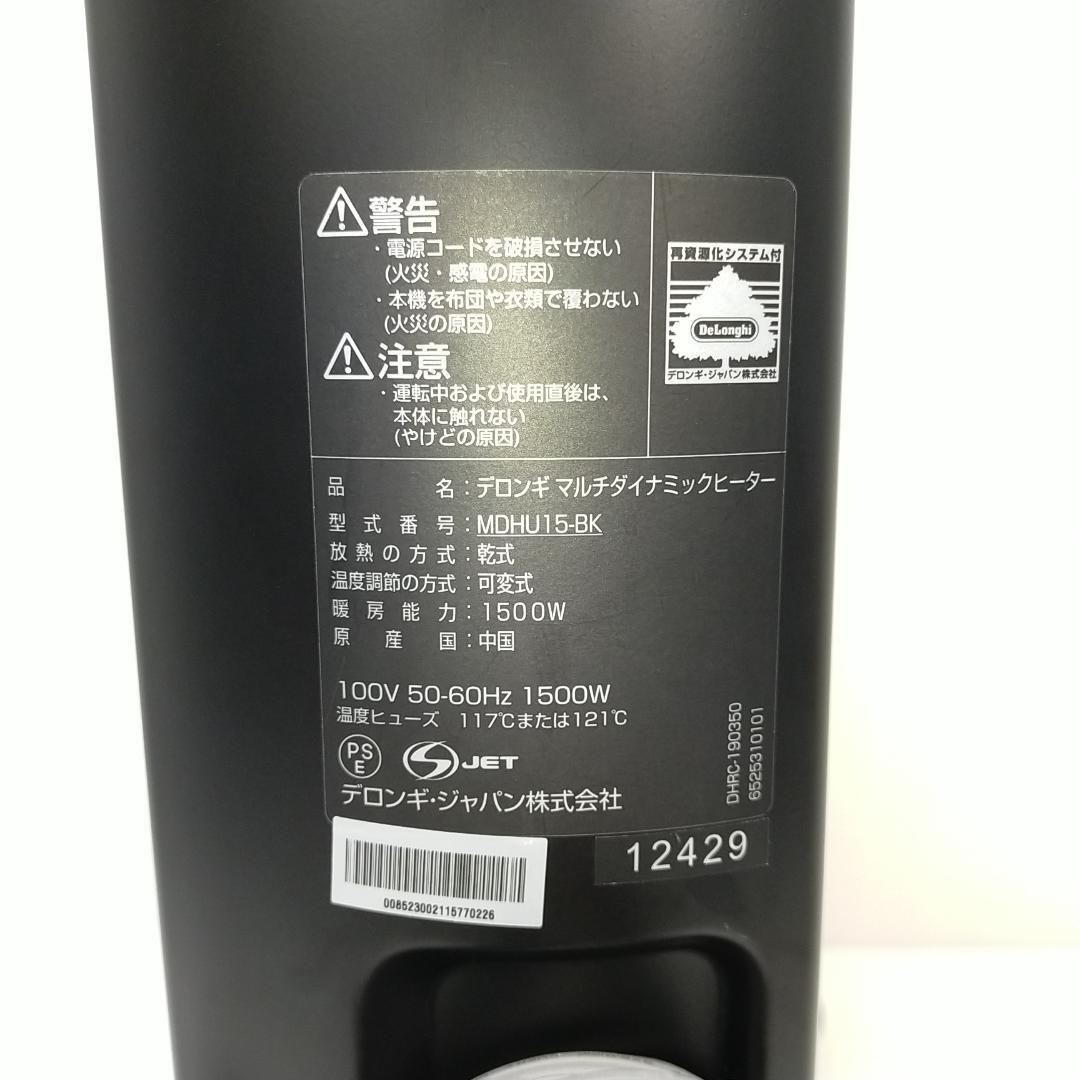 警告
・電源コードを破損させない
(火災・感電の原因)
・本機を布団や衣類で覆わない
(火災の原因)
注意
・運転中および使用直後は、
本体に触れない
(やけどの原因)
再資源化システム付
DeLonghi
デロンギ・ジャパン株式会社
品名：デロンギ マルチダイナミックヒーター
型式番号：MDHU15-BK
放熱の方式：乾式
温度調節の方式：可変式
暖房能力：1500W
原産国：中国
100V 50-60Hz 1500W
温度ヒューズ 117℃または121℃
PS
E
S JET
デロンギ・ジャパン株式会社
DHRC-190350
6525310101
12429
008523002115770226